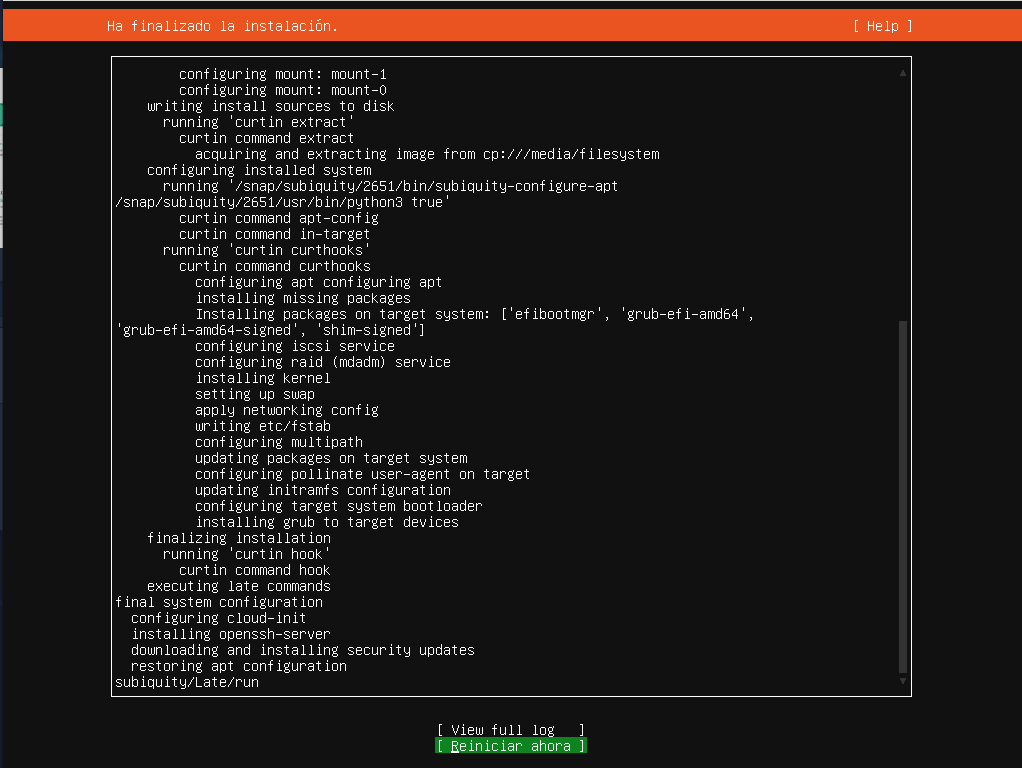 Ha finalizado la instalación.
[ Help ]
configuring mount: mount-1
configuring mount: mount-0
writing install sources to disk
running 'curtin extract'
curtin command extract
acquiring and extracting image from cp:///media/filesystem
configuring installed system
running '/snap/subiquity/2651/bin/subiquity-configure-apt
/snap/subiquity/2651/usr/bin/python3 true'
curtin command apt-config
curtin command in-target
running 'curtin curthooks'
curtin command curthooks
configuring apt configuring apt
installing missing packages
Installing packages on target system: ['efibootmgr', 'grub-efi-amd64',
'grub-efi-amd64-signed', 'shim-signed']
configuring iscsi service
configuring raid (mdadm) service
installing kernel
setting up swap
apply networking config
writing etc/fstab
configuring multipath
updating packages on target system
configuring pollinate user-agent on target
updating initramfs configuration
configuring target system bootloader
installing grub to target devices
finalizing installation
running 'curtin hook'
curtin command hook
executing late commands
final system configuration
configuring cloud-init
installing openssh-server
downloading and installing security updates
restoring apt configuration
subiquity/Late/run
[ View full log ]
[ Reiniciar ahora ]